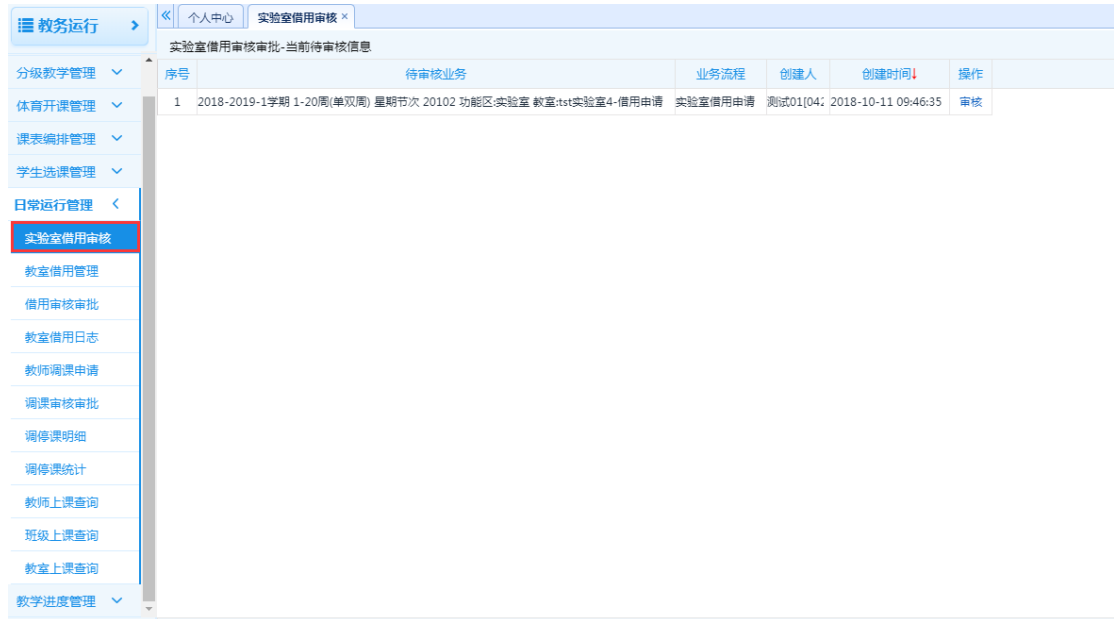 教务运行
个人中心 实验室借用审核 ×
实验室借用审核审批-当前待审核信息
序号 待审核业务 业务流程 创建人 创建时间↓ 操作
1 2018-2019-1学期 1-20周(单双周) 星期节次 20102 功能区:实验室 教室:tst实验室4-借用申请 实验室借用申请 测试01[042 2018-10-11 09:46:35 审核
分级教学管理
体育开课管理
课表编排管理
学生选课管理
日常运行管理
实验室借用审核
教室借用管理
借用审核审批
教室借用日志
教师调课申请
调课审核审批
调停课明细
调停课统计
教师上课查询
班级上课查询
教室上课查询
教学进度管理